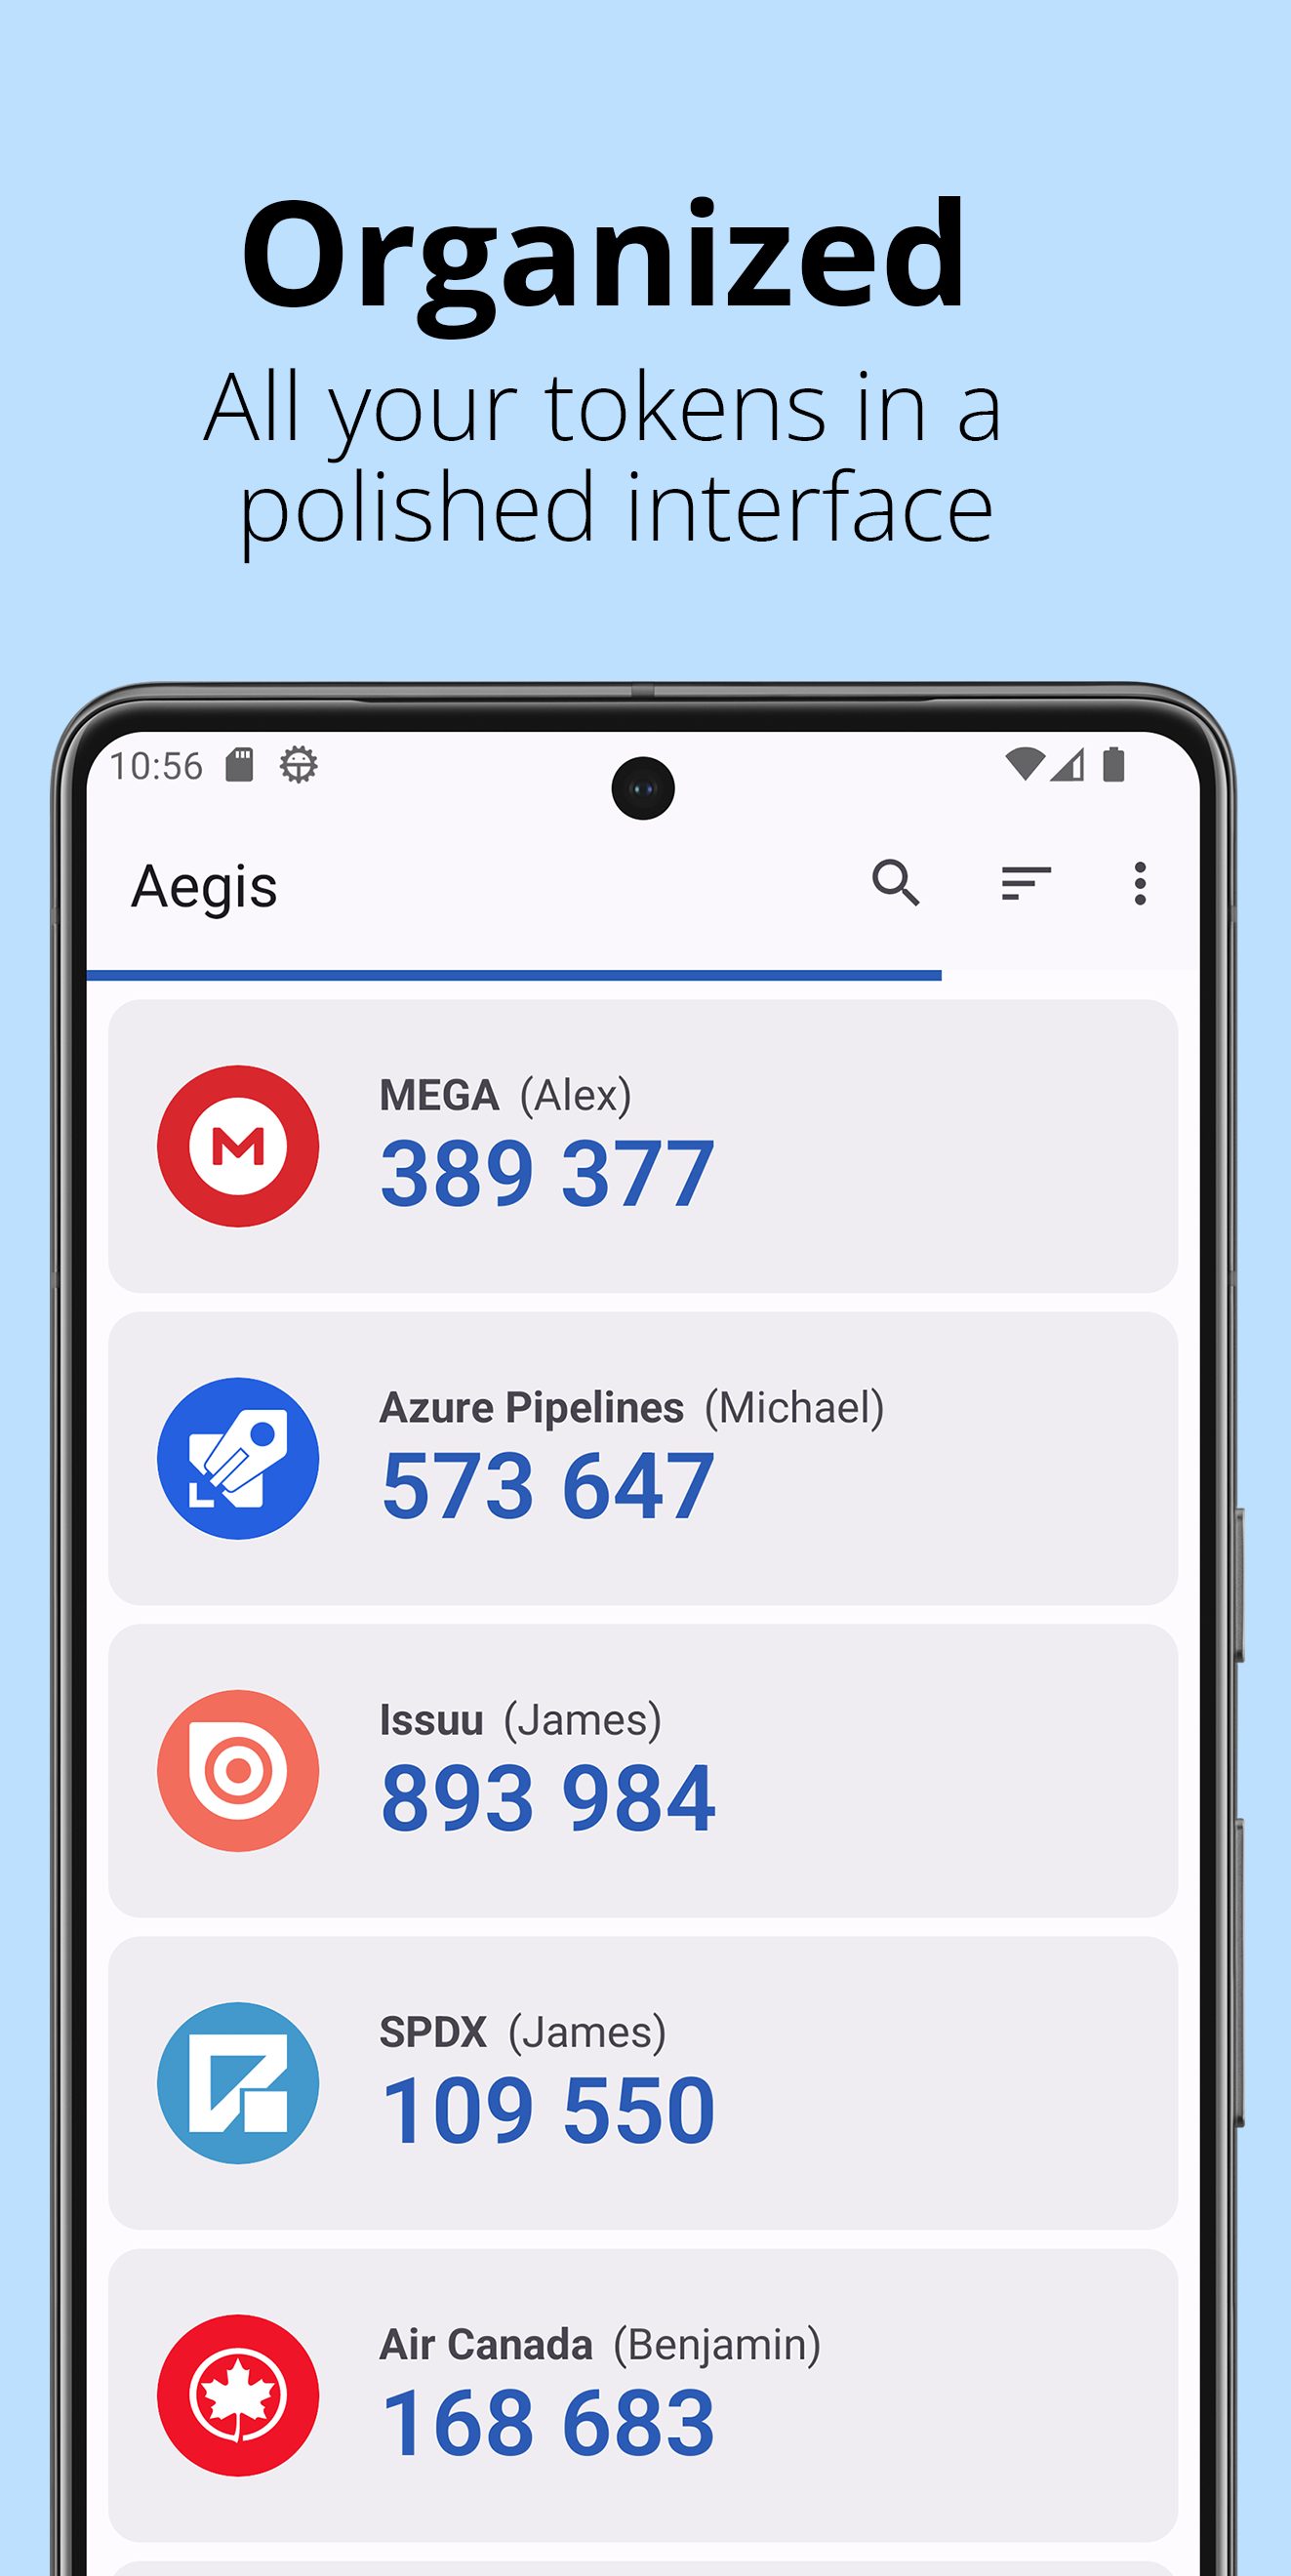 Organized
All your tokens in a
polished interface
10:56
Aegis
MEGA (Alex)
389 377
Azure Pipelines (Michael)
573 647
Issuu (James)
893 984
SPDX (James)
109 550
Air Canada (Benjamin)
168 683